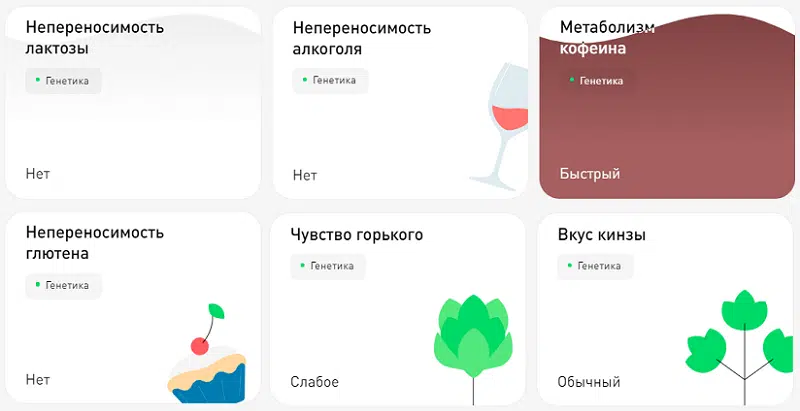 Непереносимость
лактозы
Генетика
Нет
Непереносимость
алкоголя
Генетика
Нет
Метаболизм
кофеина
Генетика
Быстрый
Непереносимость
глютена
Генетика
Нет
Чувство горького
Генетика
Слабое
Вкус кинзы
Генетика
Обычный